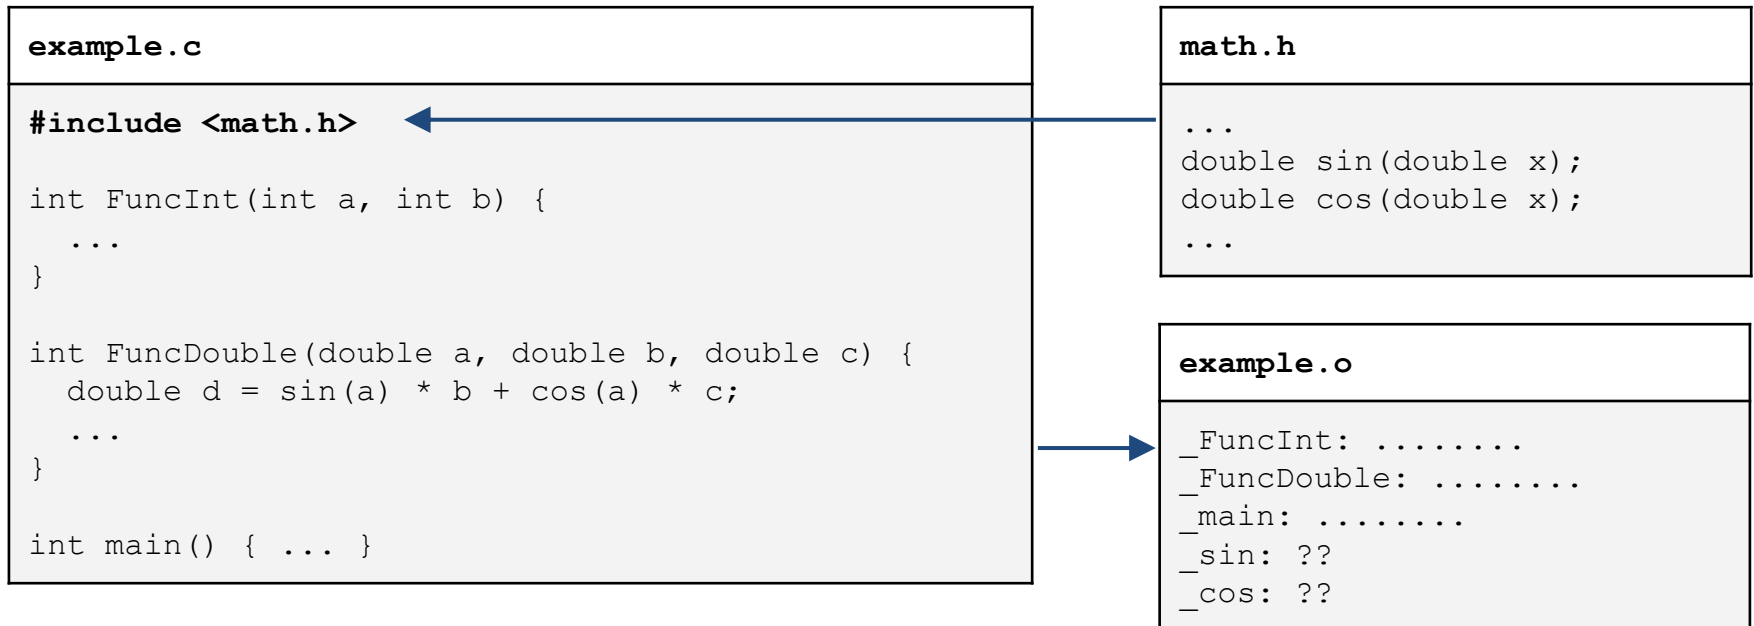 example.c
#include <math.h>
int FuncInt(int a, int b) {
...
}
int FuncDouble(double a, double b, double c) {
double d = sin(a) * b + cos(a) * c;
...
}
int main() { ... }
math.h
...
double sin(double x);
double cos(double x);
...
example.o
_FuncInt: ........
_FuncDouble: ........
_main: ........
_sin: ??
_cos: ??